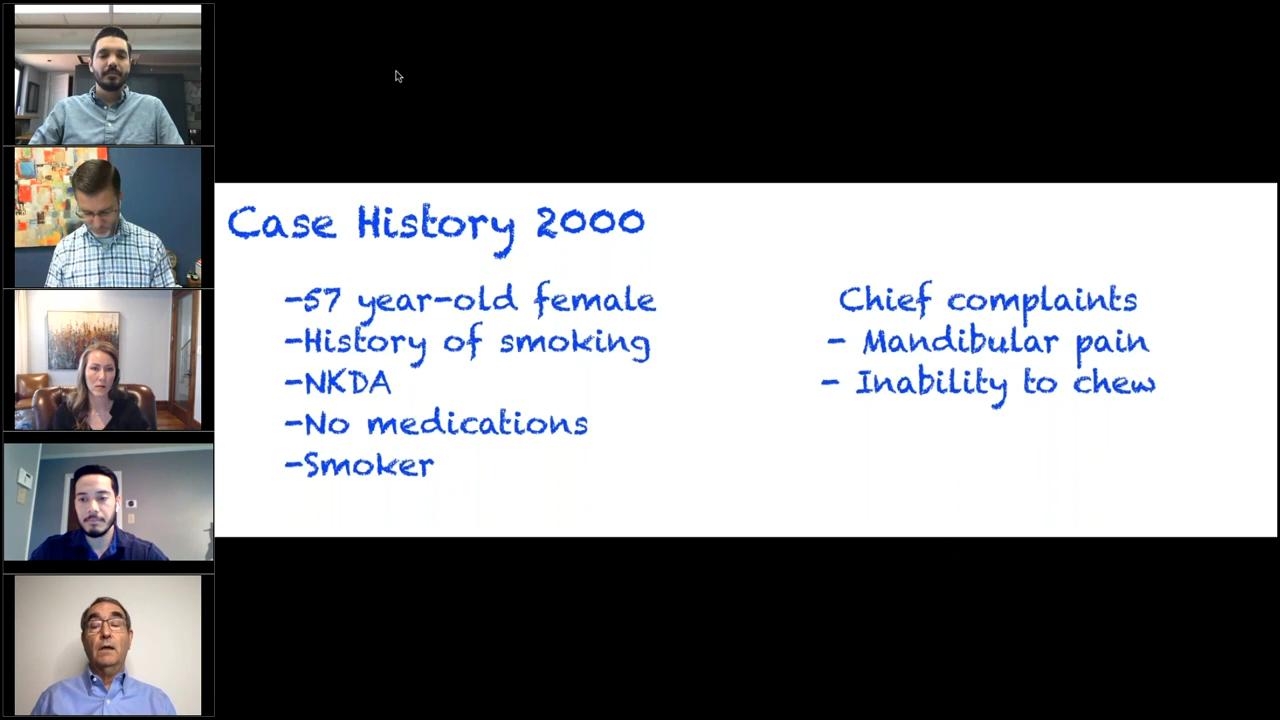 Case History 2000
-57 year-old female
-History of smoking
-NKDA
-No medications
-Smoker
Chief complaints
- Mandibular pain
- Inability to chew